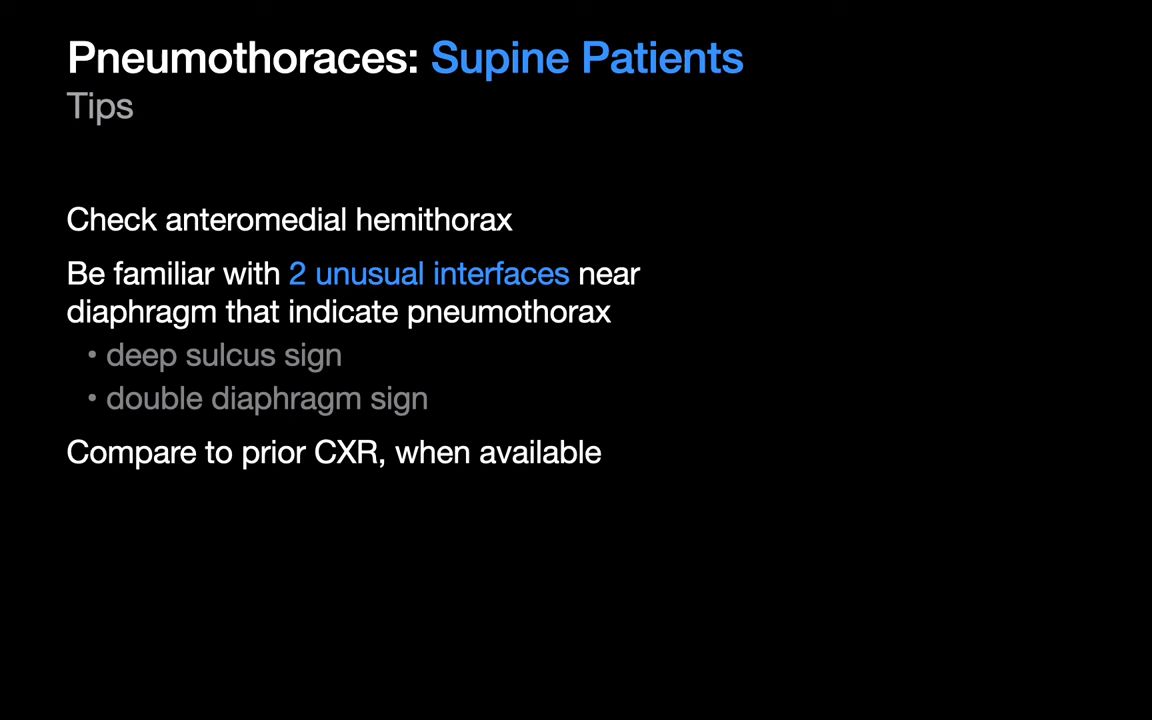 Pneumothoraces: Supine Patients
Tips
Check anteromedial hemithorax
Be familiar with 2 unusual interfaces near
diaphragm that indicate pneumothorax
• deep sulcus sign
• double diaphragm sign
Compare to prior CXR, when available